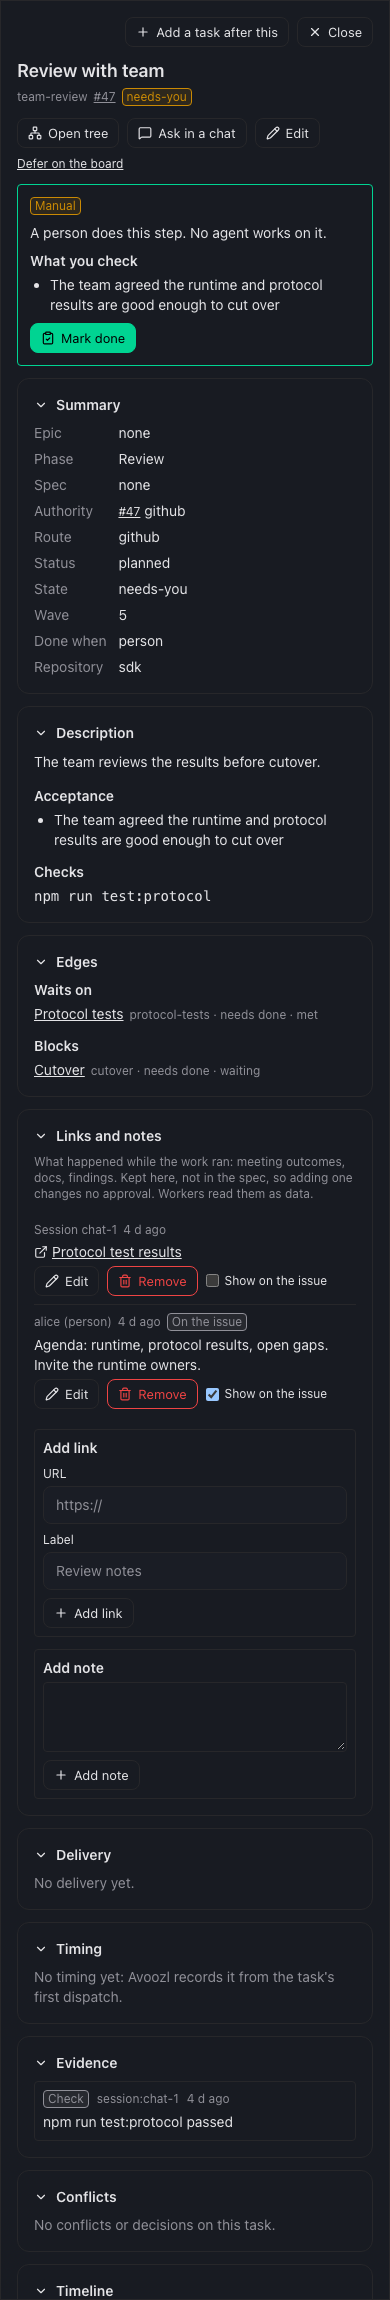 Add a task after this
Close
Review with team
team-review #47 needs-you
Open tree
Ask in a chat
Edit
Defer on the board
Manual
A person does this step. No agent works on it.
What you check
• The team agreed the runtime and protocol
results are good enough to cut over
Mark done
Summary
Epic none
Phase Review
Spec none
Authority #47 github
Route github
Status planned
State needs-you
Wave 5
Done when person
Repository sdk
Description
The team reviews the results before cutover.
Acceptance
• The team agreed the runtime and protocol
results are good enough to cut over
Checks
npm run test:protocol
Edges
Waits on
Protocol tests protocol-tests · needs done · met
Blocks
Cutover cutover · needs done · waiting
Links and notes
What happened while the work ran: meeting outcomes,
docs, findings. Kept here, not in the spec, so adding one
changes no approval. Workers read them as data.
Session chat-1 4 d ago
Protocol test results
Edit
Remove
Show on the issue
alice (person) 4 d ago On the issue
Agenda: runtime, protocol results, open gaps.
Invite the runtime owners.
Edit
Remove
Show on the issue
Add link
URL
https://
Label
Review notes
Add link
Add note
Add note
Delivery
No delivery yet.
Timing
No timing yet: Avoozl records it from the task's
first dispatch.
Evidence
Check session:chat-1 4 d ago
npm run test:protocol passed
Conflicts
No conflicts or decisions on this task.
Timeline